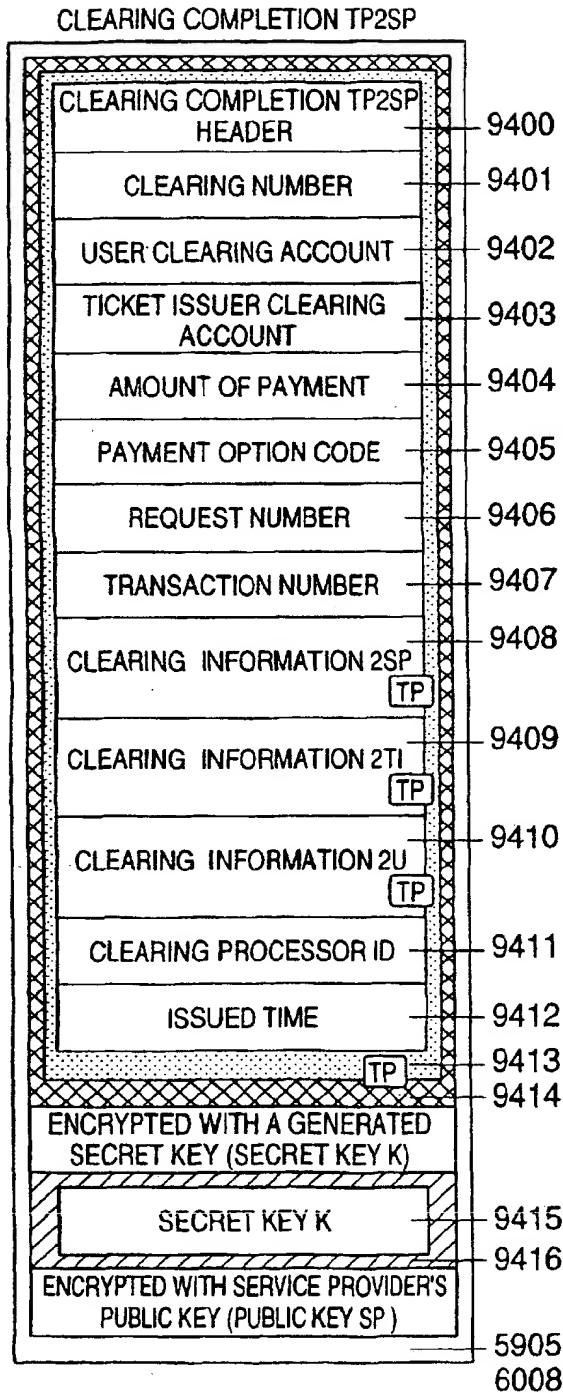 CLEARING COMPLETION TP2SP
CLEARING COMPLETION TP2SP
HEADER
9400
CLEARING NUMBER
9401
USER CLEARING ACCOUNT
9402
TICKET ISSUER CLEARING
ACCOUNT
9403
AMOUNT OF PAYMENT
9404
PAYMENT OPTION CODE
9405
REQUEST NUMBER
9406
TRANSACTION NUMBER
9407
9408
CLEARING INFORMATION 2SP
TP
9409
CLEARING INFORMATION 2TI
TP
9410
CLEARING INFORMATION 2U
TP
CLEARING PROCESSOR ID
9411
ISSUED TIME
9412
9413
TP
9414
ENCRYPTED WITH A GENERATED
SECRET KEY (SECRET KEY K)
SECRET KEY K
9415
9416
ENCRYPTED WITH SERVICE PROVIDER'S
PUBLIC KEY (PUBLIC KEY SP )
5905
6008